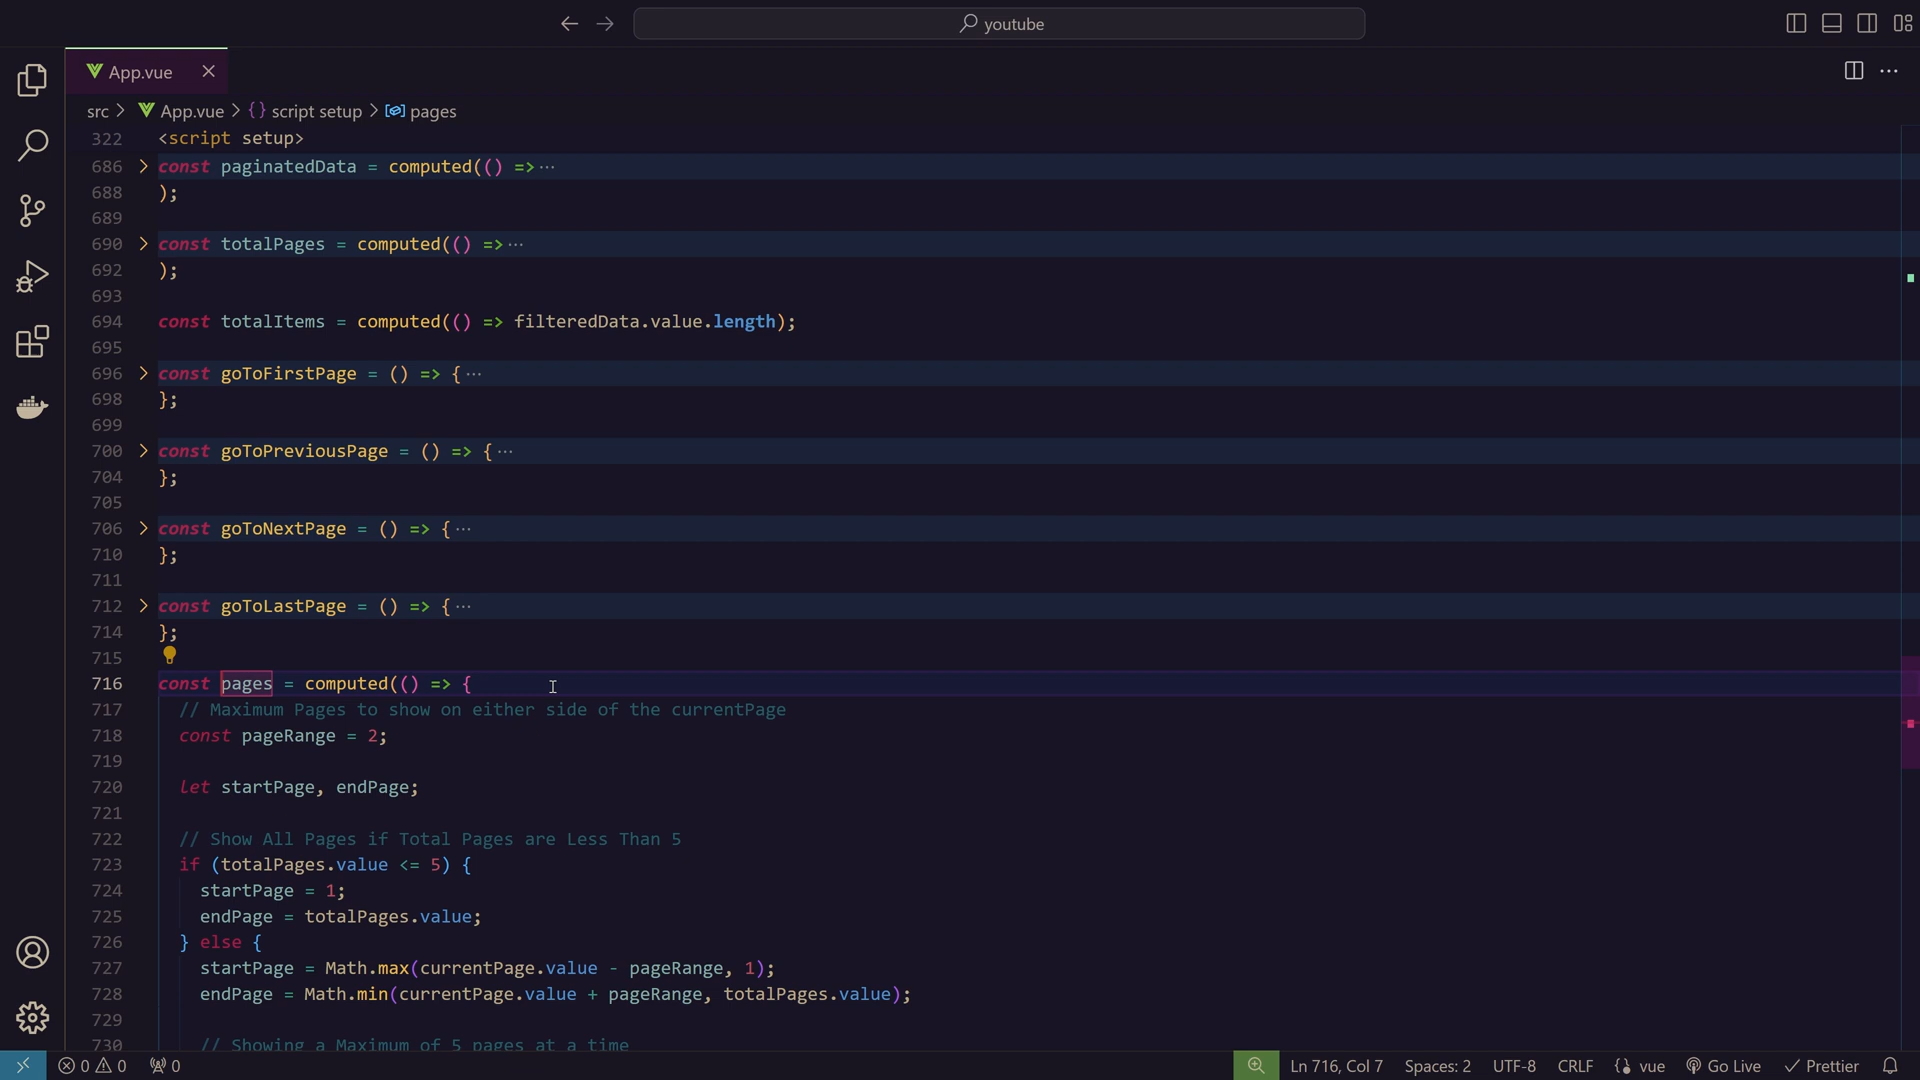 youtube
App.vue
src > App.vue > {} script setup > pages
322 <script setup>
686 const paginatedData = computed(() =>···
688 );
689
690 const totalPages = computed(() =>···
692 );
693
694 const totalItems = computed(() => filteredData.value.length);
695
696 const goToFirstPage = () => {···
698 };
699
700 const goToPreviousPage = () => {···
704 };
705
706 const goToNextPage = () => {···
710 };
711
712 const goToLastPage = () => {···
714 };
715
716 const pages = computed(() => {
717 // Maximum Pages to show on either side of the currentPage
718 const pageRange = 2;
719
720 let startPage, endPage;
721
722 // Show All Pages if Total Pages are Less Than 5
723 if (totalPages.value <= 5) {
724 startPage = 1;
725 endPage = totalPages.value;
726 } else {
727 startPage = Math.max(currentPage.value - pageRange, 1);
728 endPage = Math.min(currentPage.value + pageRange, totalPages.value);
729
730 // Showing a Maximum of 5 pages at a time
0 0 0 Ln 716, Col 7 Spaces: 2 UTF-8 CRLF vue Go Live Prettier